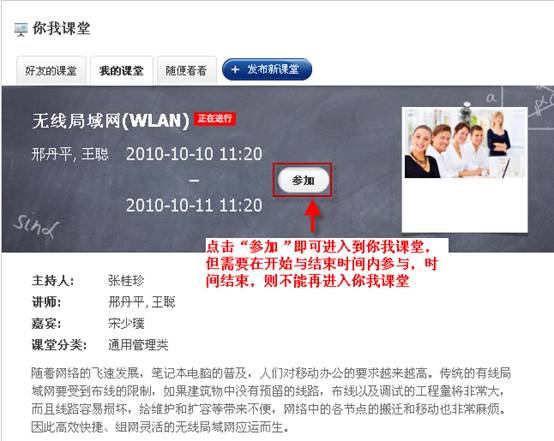 你我课堂
好友的课堂 我的课堂 随便看看 + 发布新课堂
无线局域网(WLAN) 正在进行
邢丹平, 王聪 2010-10-10 11:20
–
2010-10-11 11:20
参加
点击“参加”即可进入到你我课堂，
但需要在开始与结束时间内参与，时
间结束，则不能再进入你我课堂
主持人: 张桂珍
讲师: 邢丹平, 王聪
嘉宾: 宋少璞
课堂分类: 通用管理类
随着网络的飞速发展，笔记本电脑的普及，人们对移动办公的要求越来越高。传统的有线局
域网要受到布线的限制，如果建筑物中没有预留的线路，布线以及调试的工程量将非常大，
而且线路容易损坏，给维护和扩容等带来不便，网络中的各节点的搬迁和移动也非常麻烦。
因此高效快捷、组网灵活的无线局域网应运而生。
sind
a